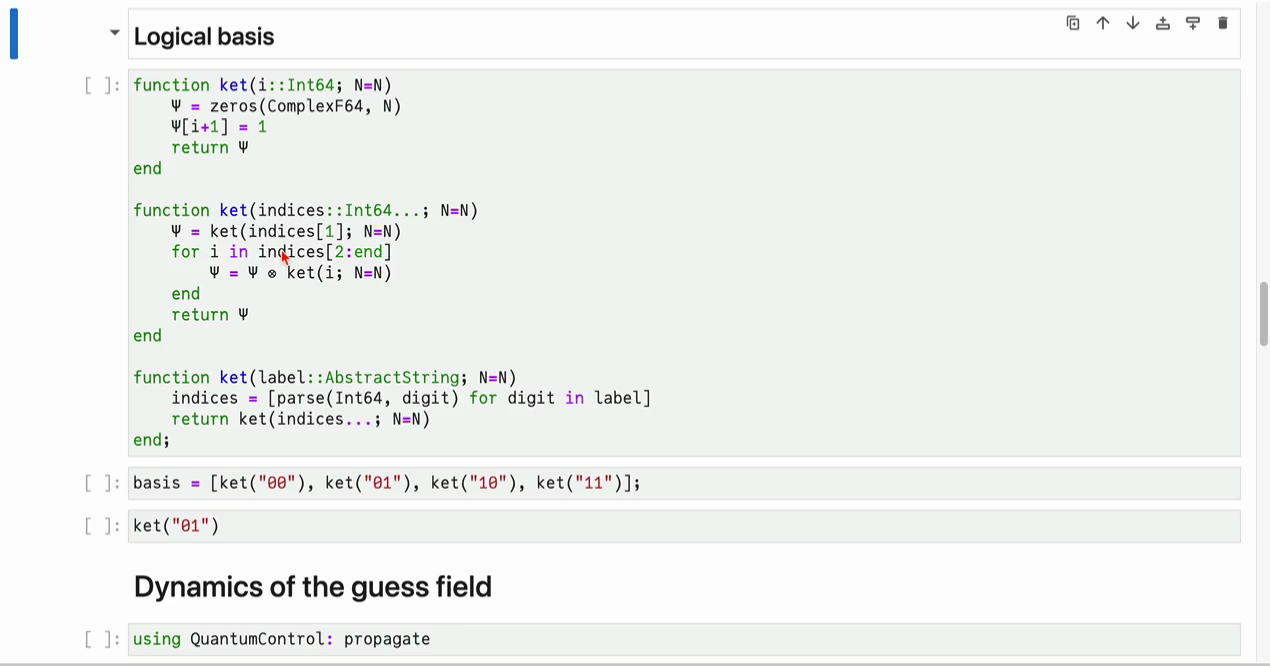 Logical basis
[ ]:
function ket(i::Int64; N=N)
    Ψ = zeros(ComplexF64, N)
    Ψ[i+1] = 1
    return Ψ
end

function ket(indices::Int64...; N=N)
    Ψ = ket(indices[1]; N=N)
    for i in indices[2:end]
        Ψ = Ψ ⊗ ket(i; N=N)
    end
    return Ψ
end

function ket(label::AbstractString; N=N)
    indices = [parse(Int64, digit) for digit in label]
    return ket(indices...; N=N)
end;
[ ]: basis = [ket("00"), ket("01"), ket("10"), ket("11")];
[ ]: ket("01")
Dynamics of the guess field
[ ]: using QuantumControl: propagate